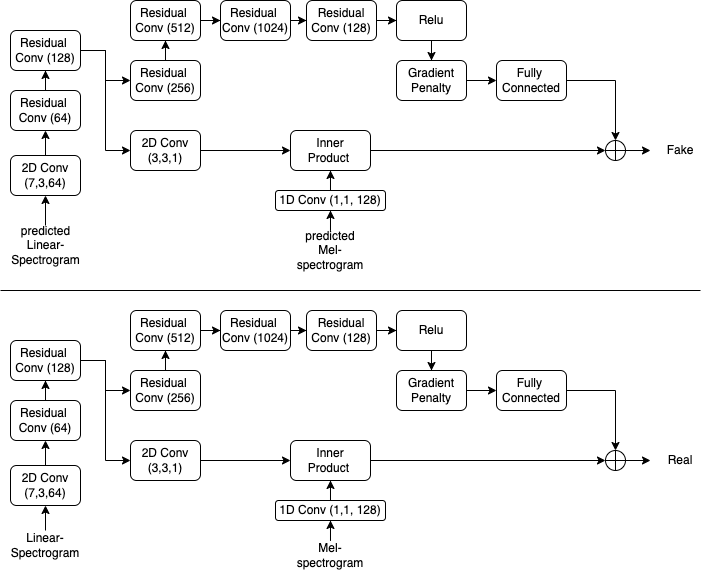 Residual
Conv (512)
Residual
Conv (1024)
Residual
Conv (128)
Relu
Residual
Conv (128)
Residual
Conv (256)
Gradient
Penalty
Fully
Connected
Residual
Conv (64)
2D Conv
(3,3,1)
Inner
Product
Fake
2D Conv
(7,3,64)
1D Conv (1,1, 128)
predicted
Linear-
Spectrogram
predicted
Mel-
spectrogram
Residual
Conv (512)
Residual
Conv (1024)
Residual
Conv (128)
Relu
Residual
Conv (128)
Residual
Conv (256)
Gradient
Penalty
Fully
Connected
Residual
Conv (64)
2D Conv
(3,3,1)
Inner
Product
Real
2D Conv
(7,3,64)
1D Conv (1,1, 128)
Linear-
Spectrogram
Mel-
spectrogram